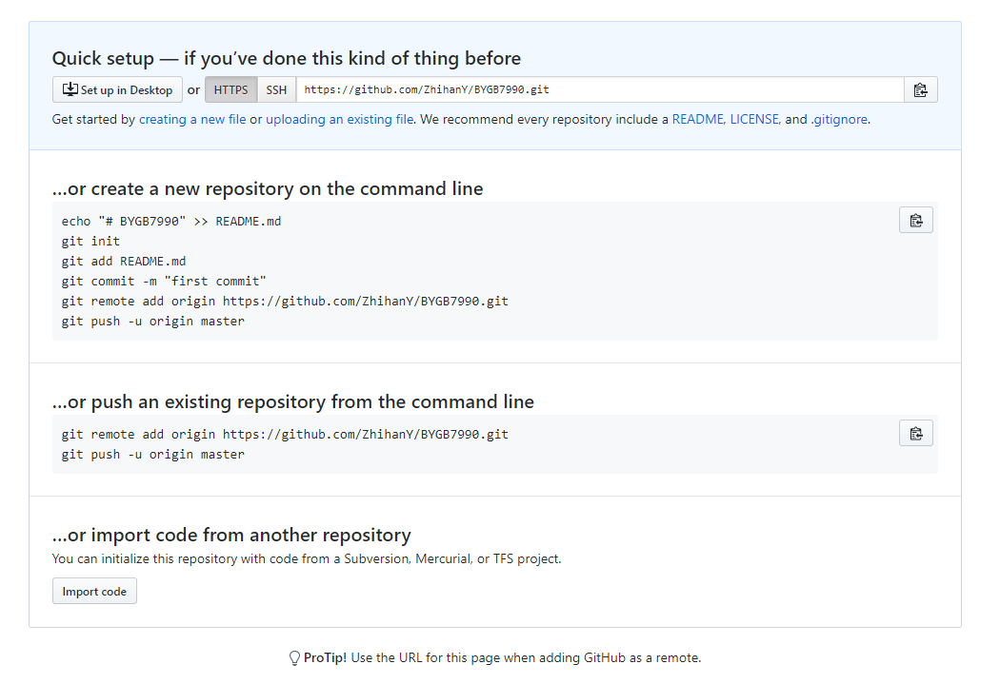 Quick setup — if you’ve done this kind of thing before
Set up in Desktop or HTTPS SSH https://github.com/ZhihanY/BYGB7990.git
Get started by creating a new file or uploading an existing file. We recommend every repository include a README, LICENSE, and .gitignore.
…or create a new repository on the command line
echo "# BYGB7990" >> README.md
git init
git add README.md
git commit -m "first commit"
git remote add origin https://github.com/ZhihanY/BYGB7990.git
git push -u origin master
…or push an existing repository from the command line
git remote add origin https://github.com/ZhihanY/BYGB7990.git
git push -u origin master
…or import code from another repository
You can initialize this repository with code from a Subversion, Mercurial, or TFS project.
Import code
ProTip! Use the URL for this page when adding GitHub as a remote.